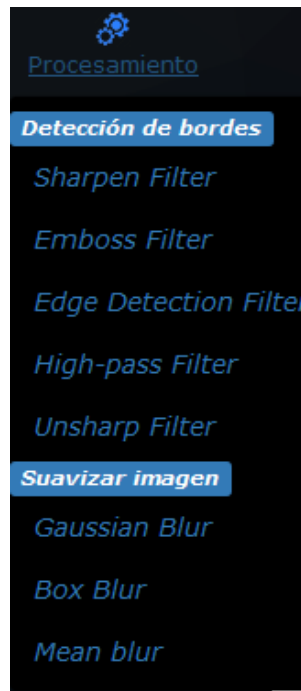 Procesamiento
Detección de bordes
Sharpen Filter
Emboss Filter
Edge Detection Filter
High-pass Filter
Unsharp Filter
Suavizar imagen
Gaussian Blur
Box Blur
Mean blur